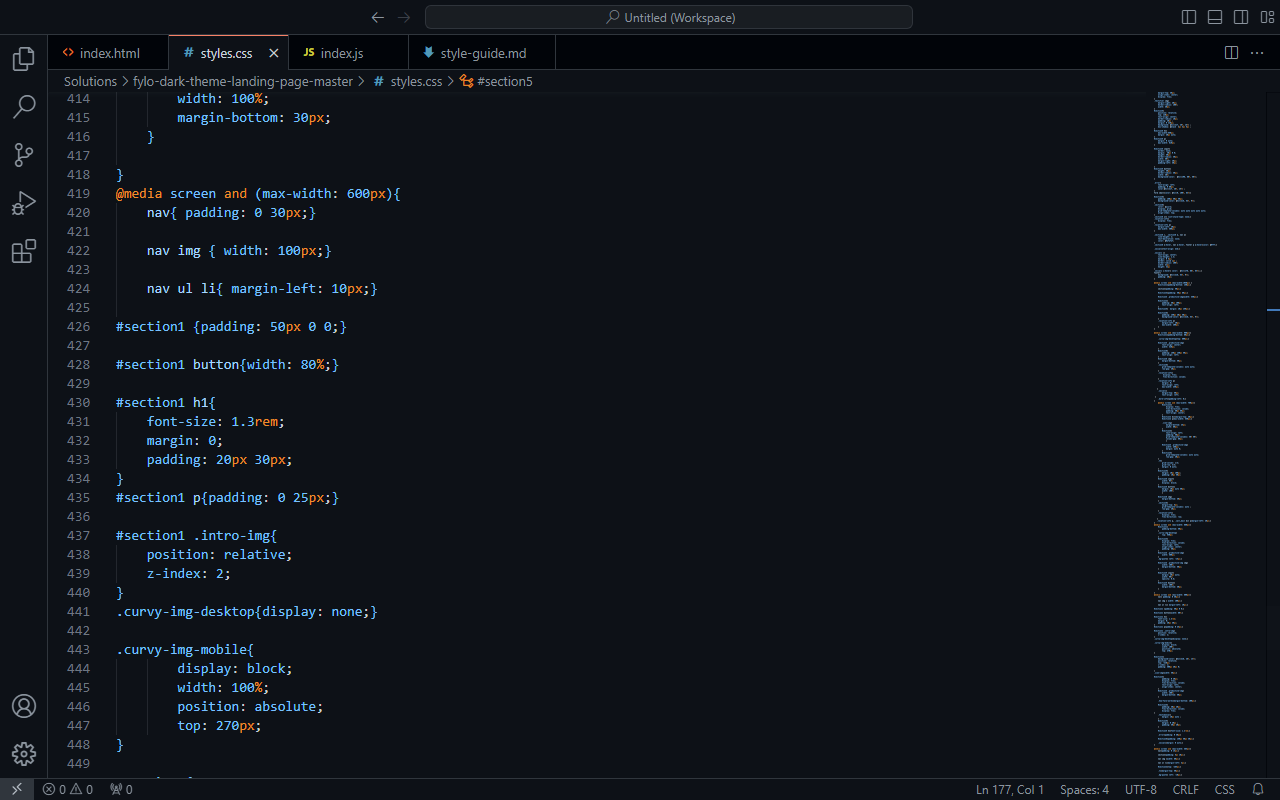 Untitled (Workspace)
index.html
# styles.css
JS index.js
style-guide.md
Solutions > fylo-dark-theme-landing-page-master > # styles.css > #section5
414 width: 100%;
415 margin-bottom: 30px;
416 }
417
418 }
419 @media screen and (max-width: 600px){
420 nav{ padding: 0 30px;}
421
422 nav img { width: 100px;}
423
424 nav ul li{ margin-left: 10px;}
425
426 #section1 {padding: 50px 0 0;}
427
428 #section1 button{width: 80%;}
429
430 #section1 h1{
431 font-size: 1.3rem;
432 margin: 0;
433 padding: 20px 30px;
434 }
435 #section1 p{padding: 0 25px;}
436
437 #section1 .intro-img{
438 position: relative;
439 z-index: 2;
440 }
441 .curvy-img-desktop{display: none;}
442
443 .curvy-img-mobile{
444 display: block;
445 width: 100%;
446 position: absolute;
447 top: 270px;
448 }
449
0 0 0
Ln 177, Col 1
Spaces: 4
UTF-8
CRLF
CSS